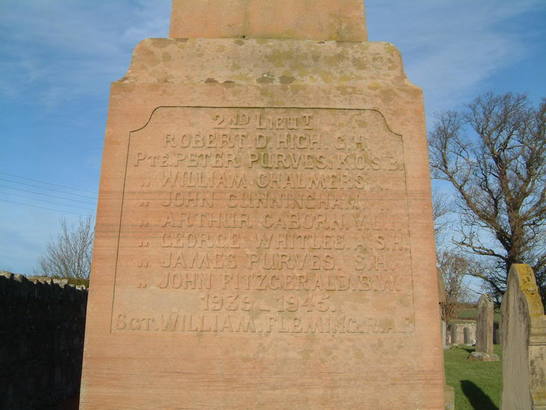 2ND LIEUT
ROBERT D. HIGH. G.H.
PTE. PETER PURVES. K.O.S.B.
„ WILLIAM CHALMERS
„ JOHN CUNNINGHAM
„ ARTHUR CABORN
„ GEORGE WHITLEE A.S.H.
„ JAMES PURVES. S.H.
„ JOHN FITZGERALD. B.W.
1939 - 1945.
SGT. WILLIAM. FLEMING. R.A.